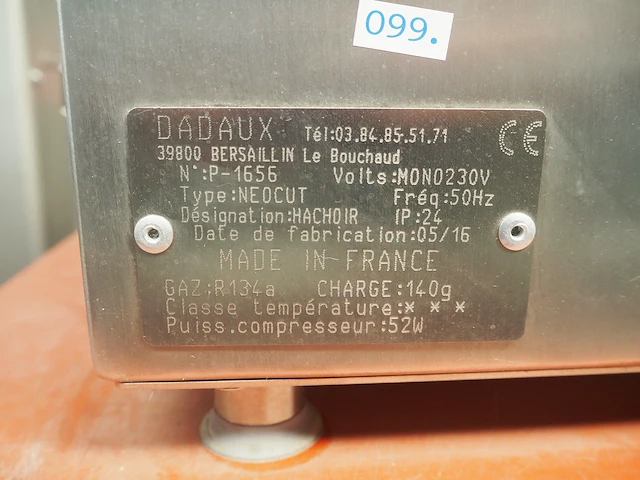 099.
DADAUX Tél:03.84.85.51.71
39800 BERSAILLIN Le Bouchaud
N°:P-1656 Volts:MONO230V
Type:NEOCUT Fréq:50Hz
Désignation:HACHOIR IP:24
Date de fabrication:05/16
MADE IN FRANCE
GAZ:R134a CHARGE:140g
Classe température:* * *
Puiss.compresseur:52W
CE